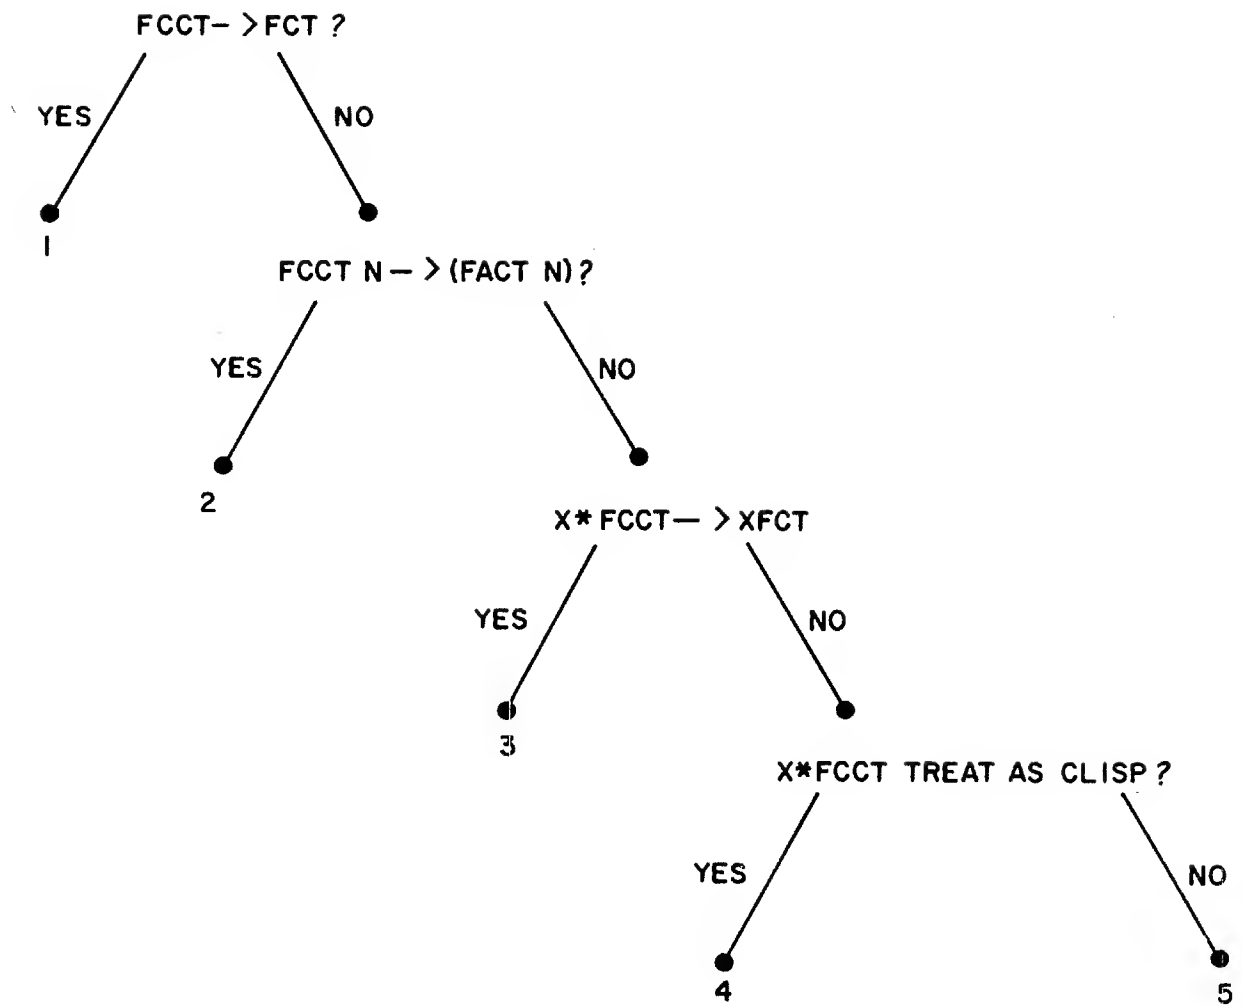 FCCT- >FCT ?
YES
NO
1
FCCT N- >(FACT N)?
YES
NO
2
X*FCCT- >XFCT
YES
NO
3
X*FCCT TREAT AS CLISP?
YES
NO
4
5